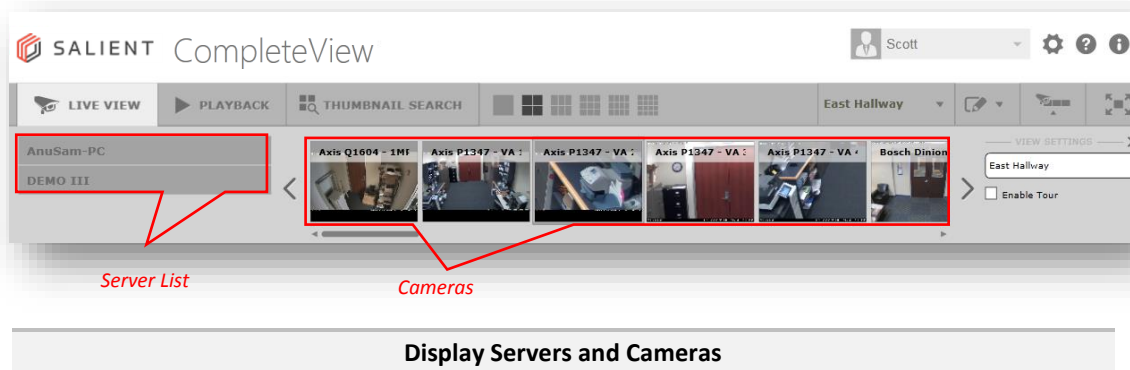 SALIENT CompleteView
Scott
LIVE VIEW PLAYBACK THUMBNAIL SEARCH East Hallway
AnuSam-PC
DEMO III
Axis Q1604 - 1MF Axis P1347 - VA : Axis P1347 - VA : Axis P1347 - VA : Axis P1347 - VA Bosch Dinion
VIEW SETTINGS
East Hallway
Enable Tour
Server List
Cameras
Display Servers and Cameras